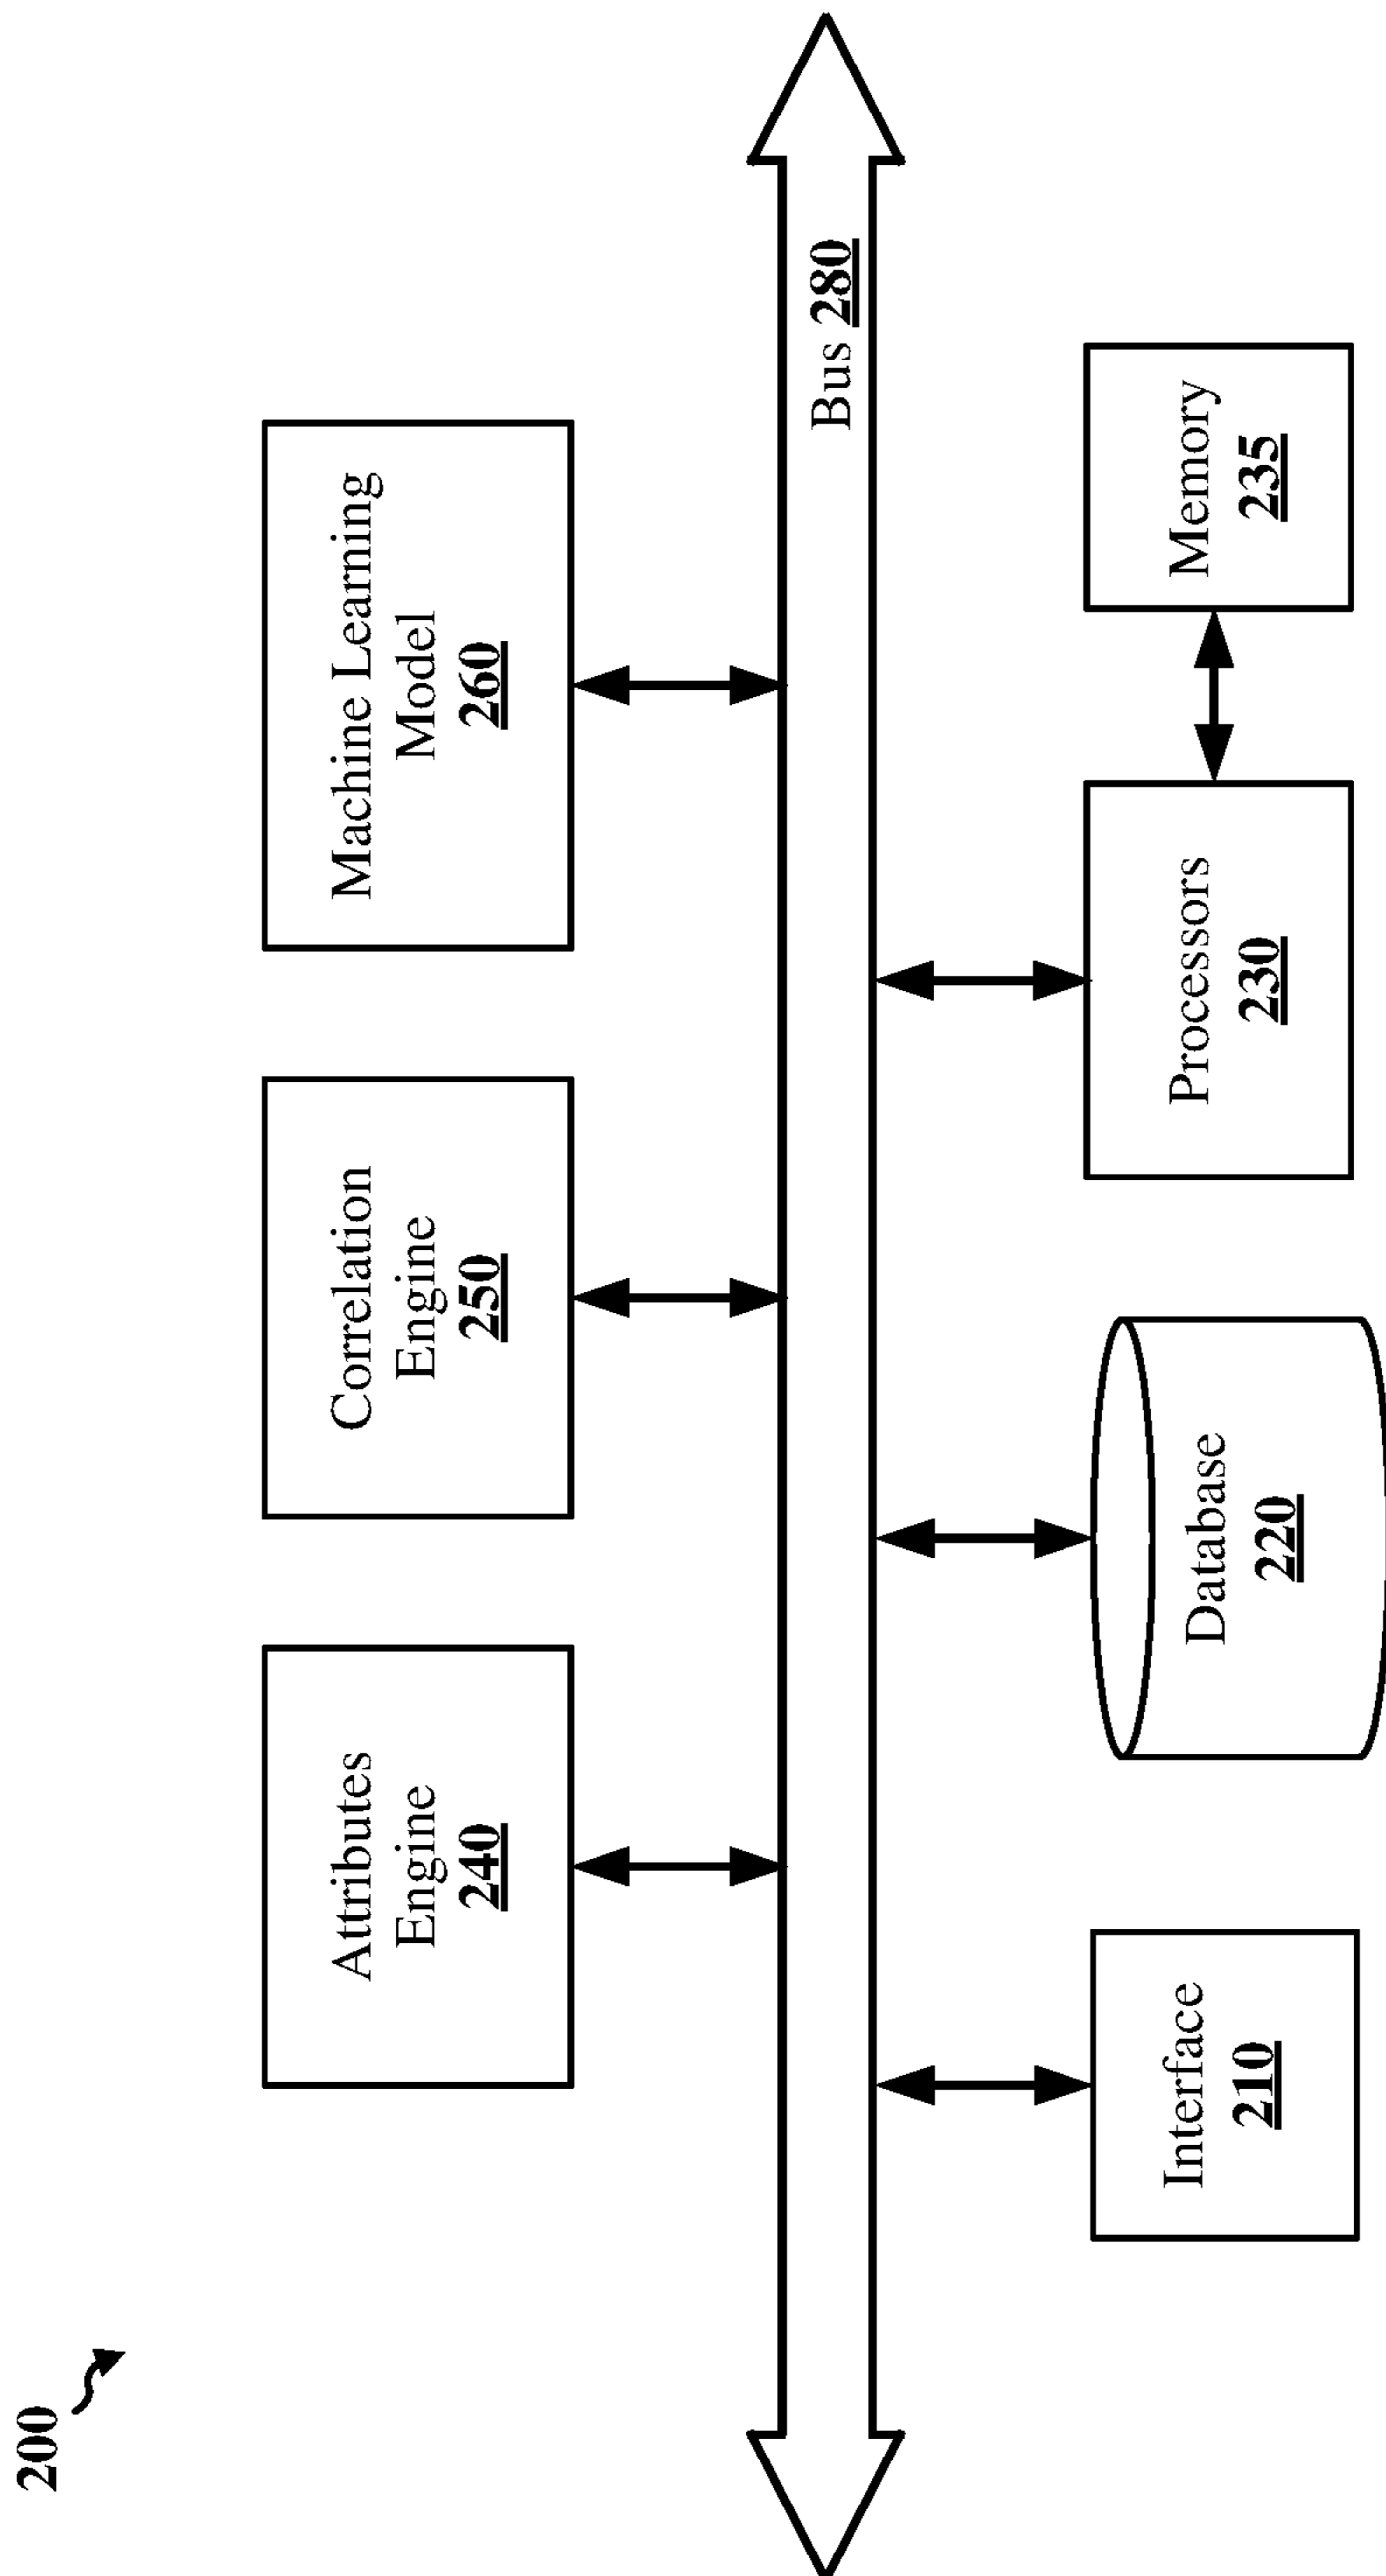 200
Attributes
Engine
240
Correlation
Engine
250
Machine Learning
Model
260
Bus 280
Interface
210
Database
220
Processors
230
Memory
235